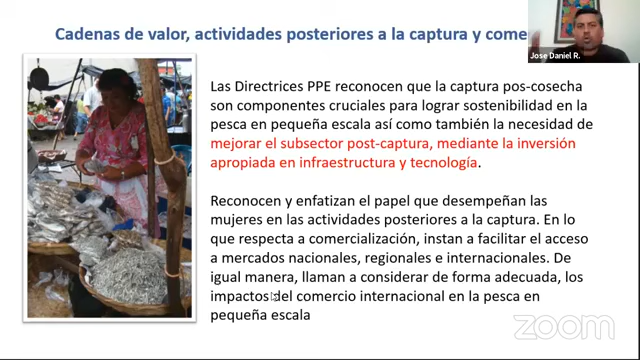 Cadenas de valor, actividades posteriores a la captura y come
Jose Daniel R.
Las Directrices PPE reconocen que la captura pos-cosecha
son componentes cruciales para lograr sostenibilidad en la
pesca en pequeña escala así como también la necesidad de
mejorar el subsector post-captura, mediante la inversión
apropiada en infraestructura y tecnología.
Reconocen y enfatizan el papel que desempeñan las
mujeres en las actividades posteriores a la captura. En lo
que respecta a comercialización, instan a facilitar el acceso
a mercados nacionales, regionales e internacionales. De
igual manera, llaman a considerar de forma adecuada, los
impactos del comercio internacional en la pesca en
pequeña escala
zoom